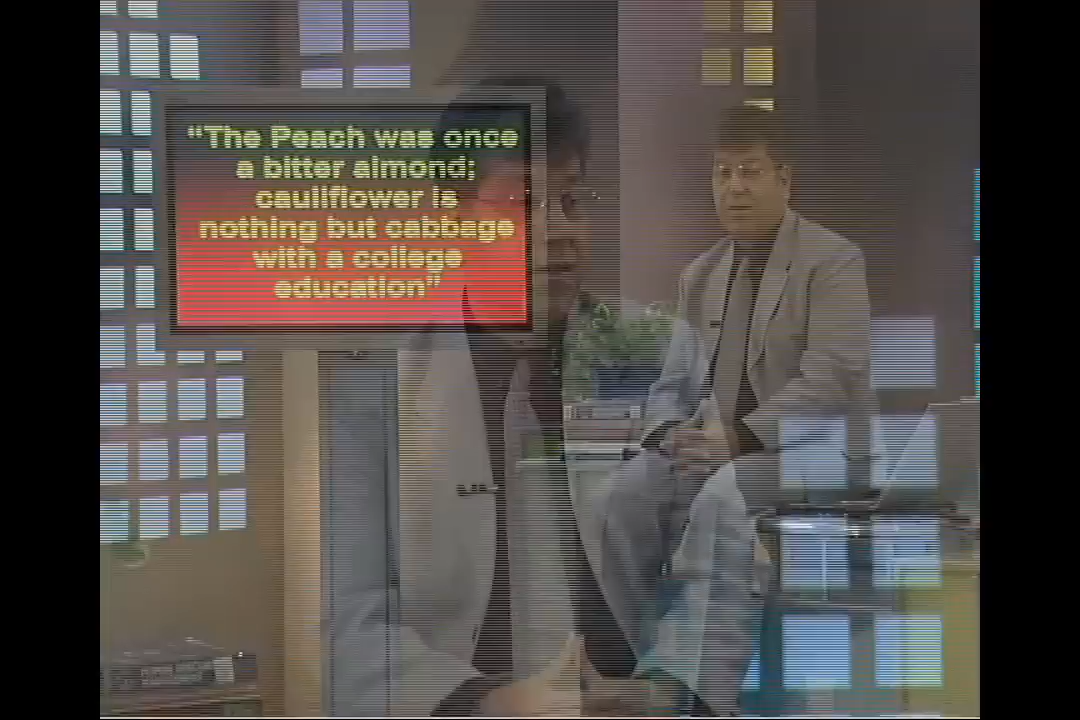 “The Peach was once
a bitter almond;
cauliflower is
nothing but cabbage
with a college
education”